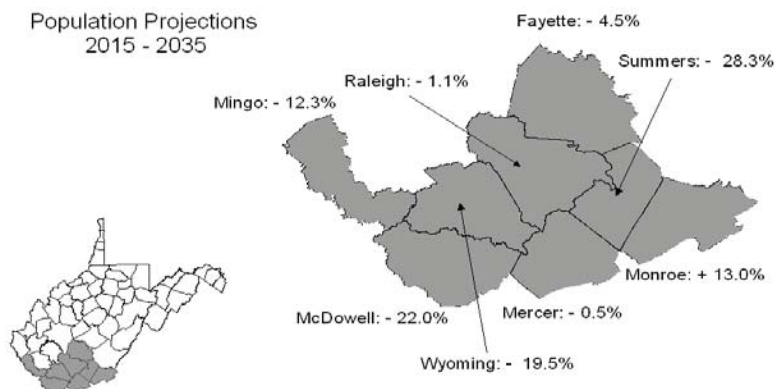 Population Projections
2015 - 2035
Fayette: - 4.5%
Summers: - 28.3%
Raleigh: - 1.1%
Mingo: - 12.3%
Monroe: + 13.0%
Mercer: - 0.5%
McDowell: - 22.0%
Wyoming: - 19.5%